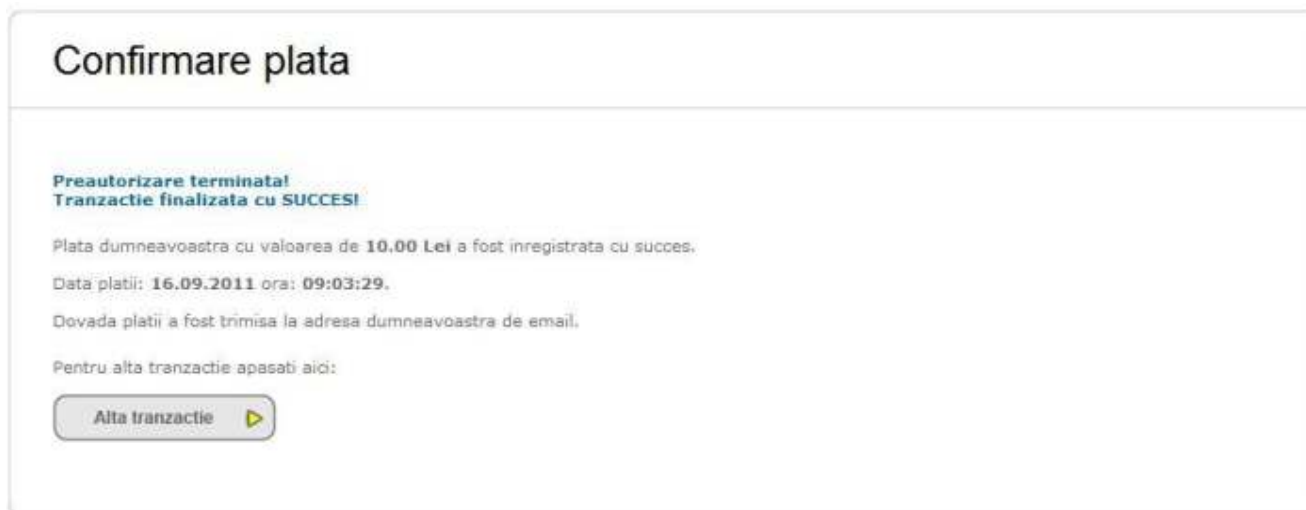 Confirmare plata
Preautorizare terminata!
Tranzactie finalizata cu SUCCES!
Plata dumneavoastra cu valoarea de 10.00 Lei a fost inregistrata cu succes.
Data platii: 16.09.2011 ora: 09:03:29.
Dovada platii a fost trimisa la adresa dumneavoastra de email.
Pentru alta tranzactie apasati aici:
Alta tranzactie